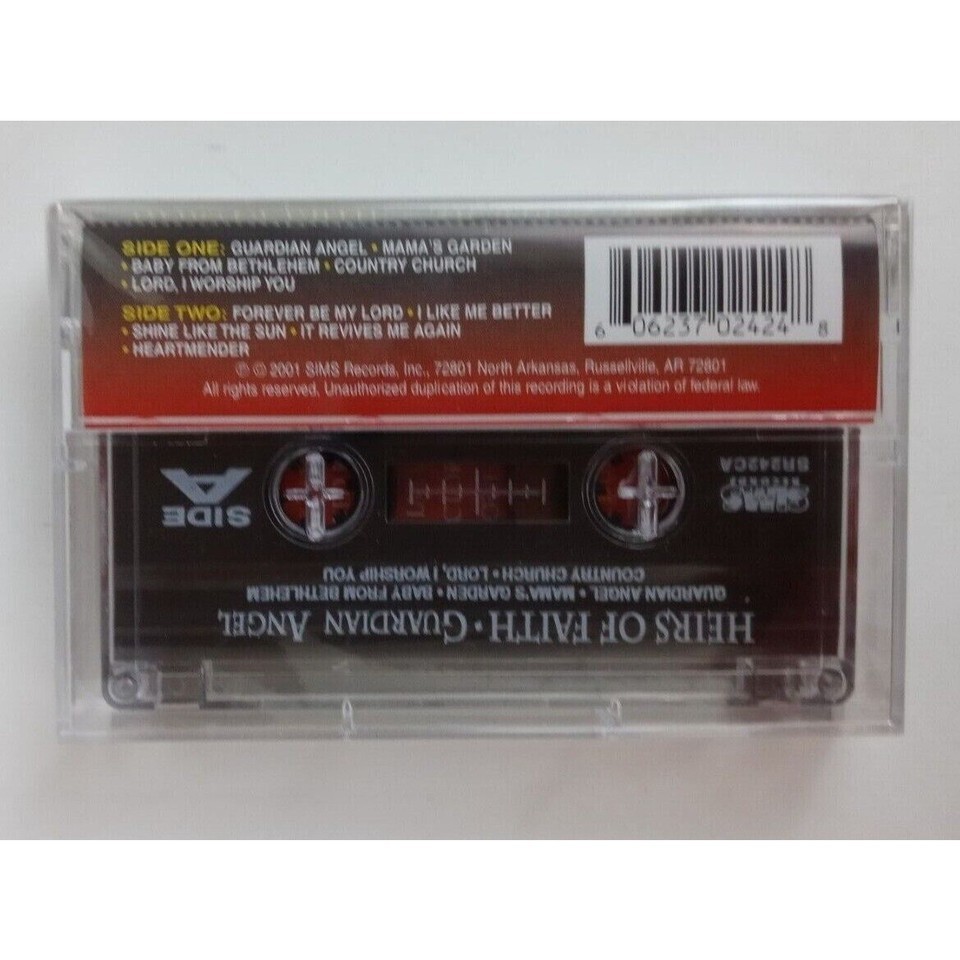 SIDE ONE: GUARDIAN ANGEL • MAMA'S GARDEN
• BABY FROM BETHLEHEM • COUNTRY CHURCH
• LORD, I WORSHIP YOU
SIDE TWO: FOREVER BE MY LORD • I LIKE ME BETTER
• SHINE LIKE THE SUN • IT REVIVES ME AGAIN
• HEARTMENDER
6 06237 02424 8
℗ © 2001 SIMS Records, Inc., 72801 North Arkansas, Russellville, AR 72801
All rights reserved. Unauthorized duplication of this recording is a violation of federal law.
HEIRS OF FAITH • GUARDIAN ANGEL
GUARDIAN ANGEL • MAMA'S GARDEN • BABY FROM BETHLEHEM
COUNTRY CHURCH • LORD, I WORSHIP YOU
SIDE
A
SIMS
RECORDS
SR242CA